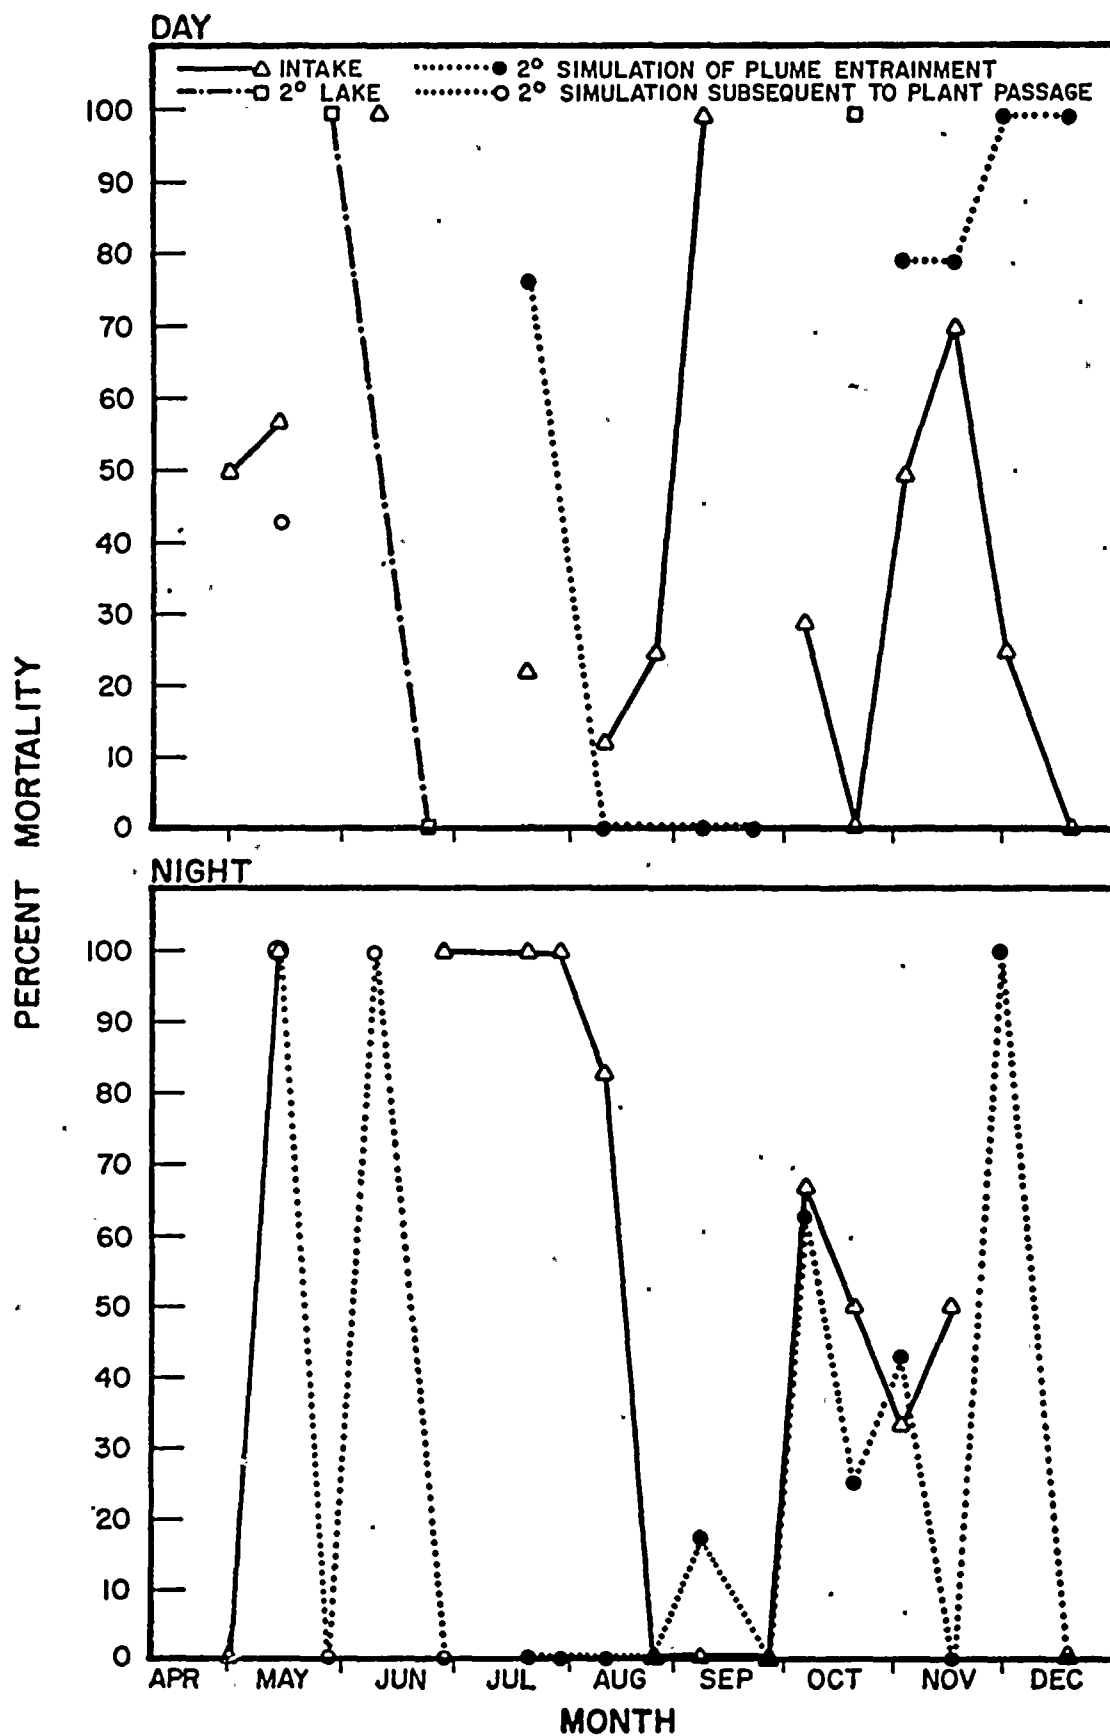 DAY
INTAKE
2° SIMULATION OF PLUME ENTRAINMENT
2° LAKE
2° SIMULATION SUBSEQUENT TO PLANT PASSAGE
100
90
80
70
60
50
40
30
20
10
0
PERCENT MORTALITY
NIGHT
100
90
80
70
60
50
40
30
20
10
0
APR MAY JUN JUL AUG SEP OCT NOV DEC
MONTH